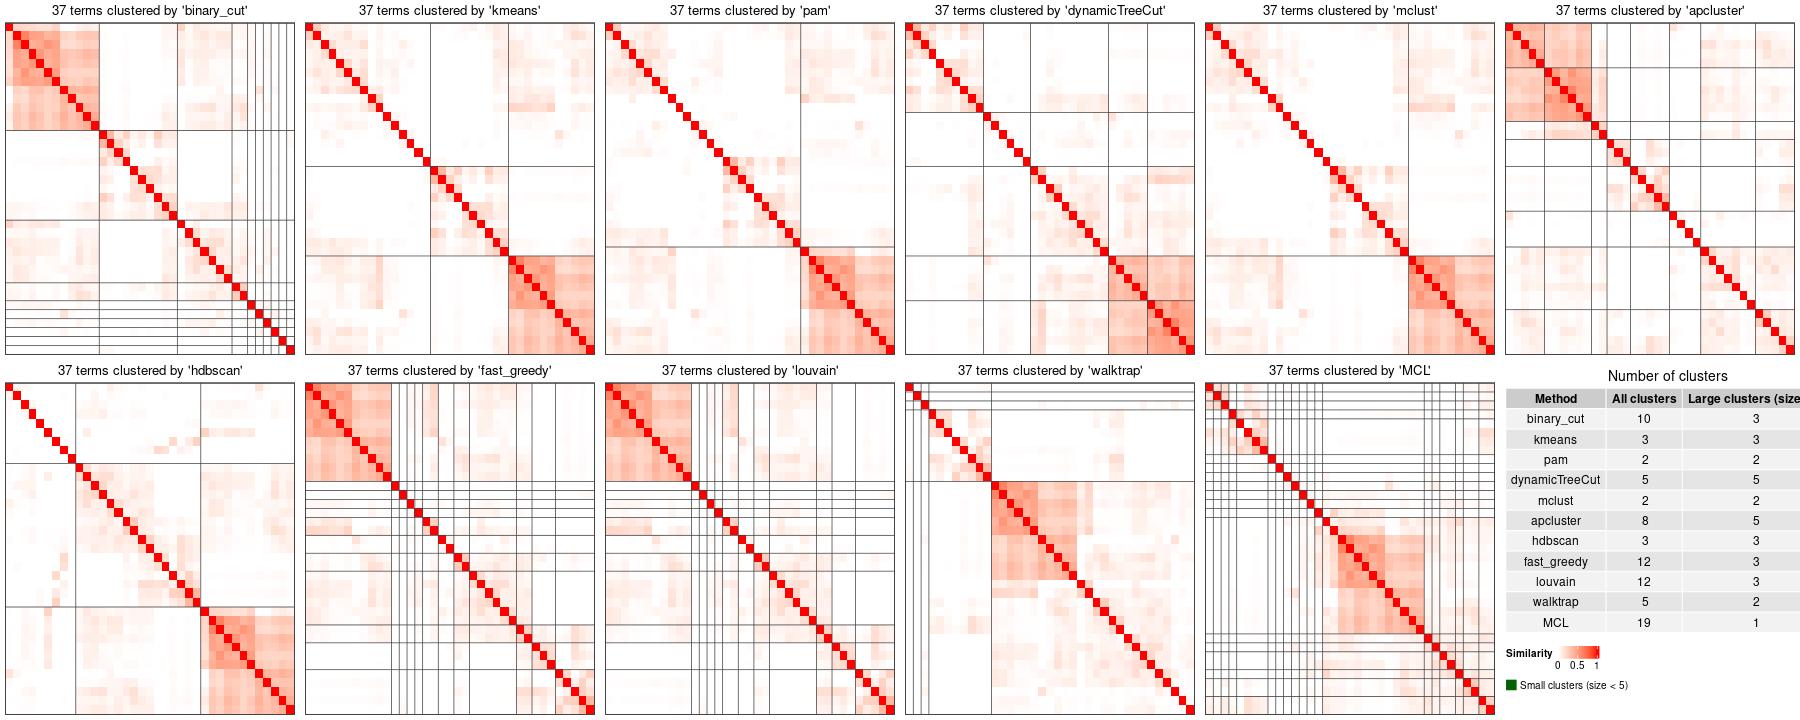 37 terms clustered by 'binary_cut'
37 terms clustered by 'kmeans'
37 terms clustered by 'pam'
37 terms clustered by 'dynamicTreeCut'
37 terms clustered by 'mclust'
37 terms clustered by 'apcluster'
37 terms clustered by 'hdbscan'
37 terms clustered by 'fast_greedy'
37 terms clustered by 'louvain'
37 terms clustered by 'walktrap'
37 terms clustered by 'MCL'
Number of clusters
Method All clusters Large clusters (size
binary_cut 10 3
kmeans 3 3
pam 2 2
dynamicTreeCut 5 5
mclust 2 2
apcluster 8 5
hdbscan 3 3
fast_greedy 12 3
louvain 12 3
walktrap 5 2
MCL 19 1
Similarity
0 0.5 1
Small clusters (size < 5)